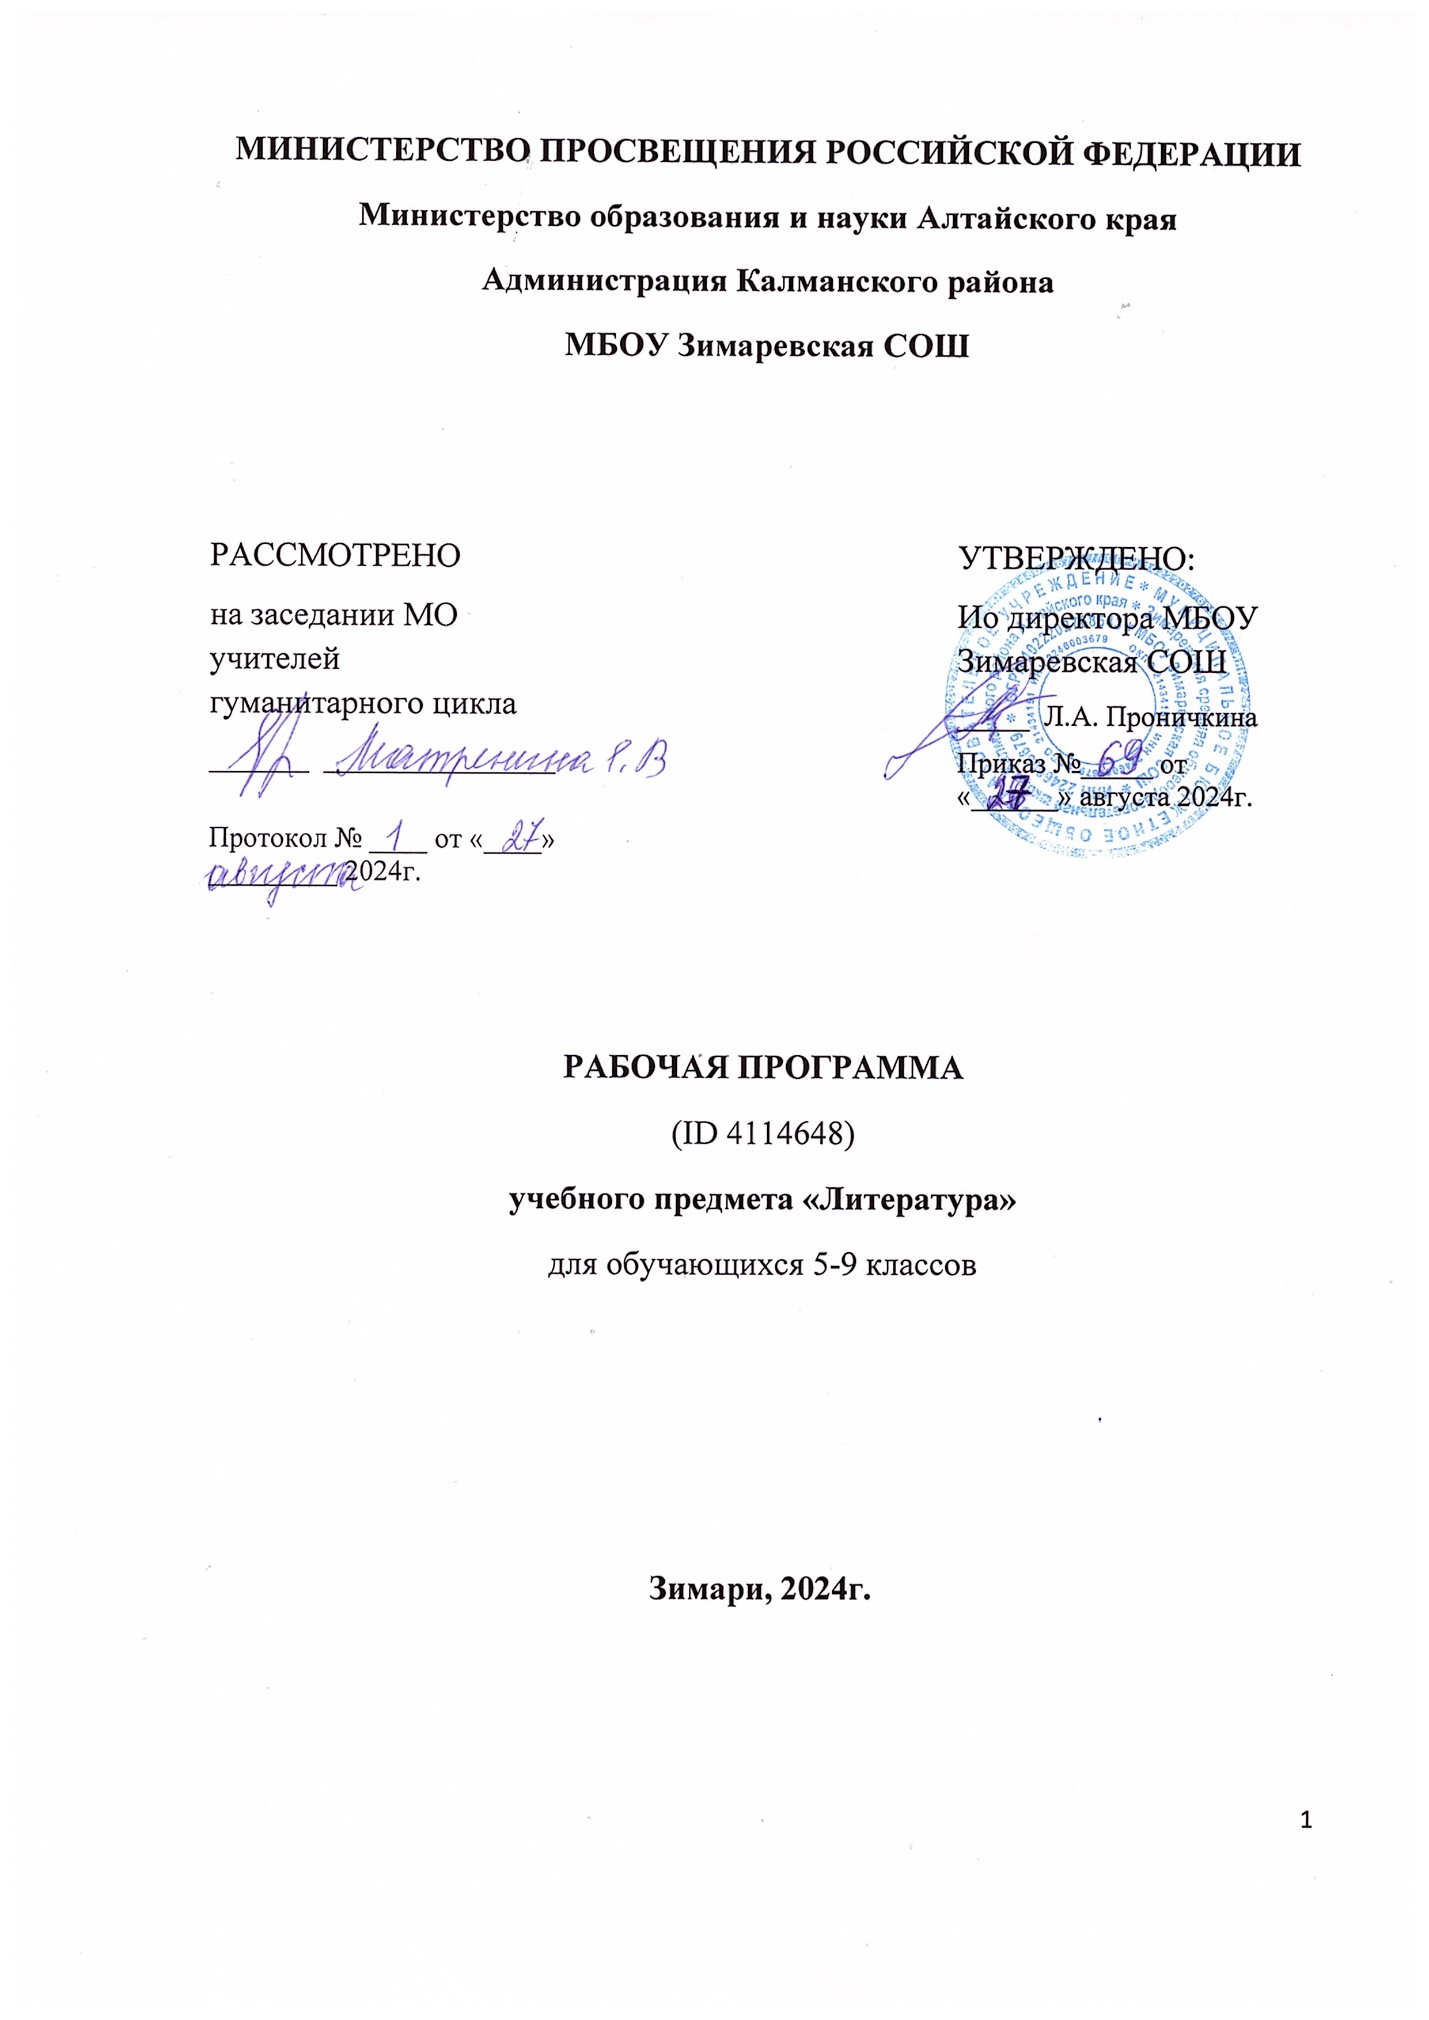 МИНИСТЕРСТВО ПРОСВЕЩЕНИЯ РОССИЙСКОЙ ФЕДЕРАЦИИ
Министерство образования и науки Алтайского края
Администрация Калманского района
МБОУ Зимаревская СОШ
РАССМОТРЕНО
на заседании МО
учителей
гуманитарного цикла
Матренина Г.В
Протокол № 1 от «27»
августа 2024г.
УТВЕРЖДЕНО:
Ио директора МБОУ
Зимаревская СОШ
Л.А. Проничкина
Приказ № 69 от
«27» августа 2024г.
РАБОЧАЯ ПРОГРАММА
(ID 4114648)
учебного предмета «Литература»
для обучающихся 5-9 классов
Зимари, 2024г.
1